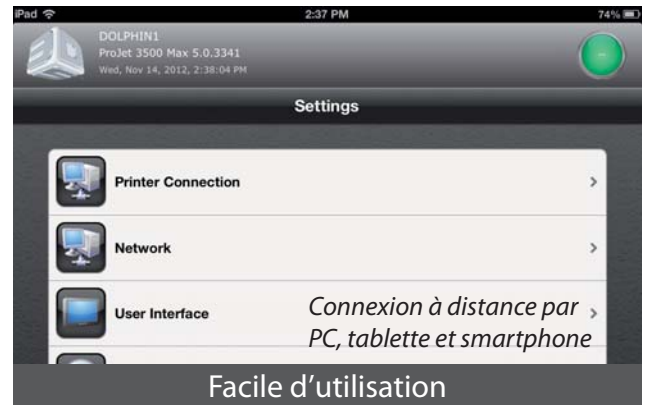 iPad 2:37 PM 74%
DOLPHIN1
ProJet 3500 Max 5.0.3341
Wed, Nov 14, 2012, 2:38:04 PM
Settings
Printer Connection
Network
User Interface
Connexion à distance par
PC, tablette et smartphone
Facile d’utilisation